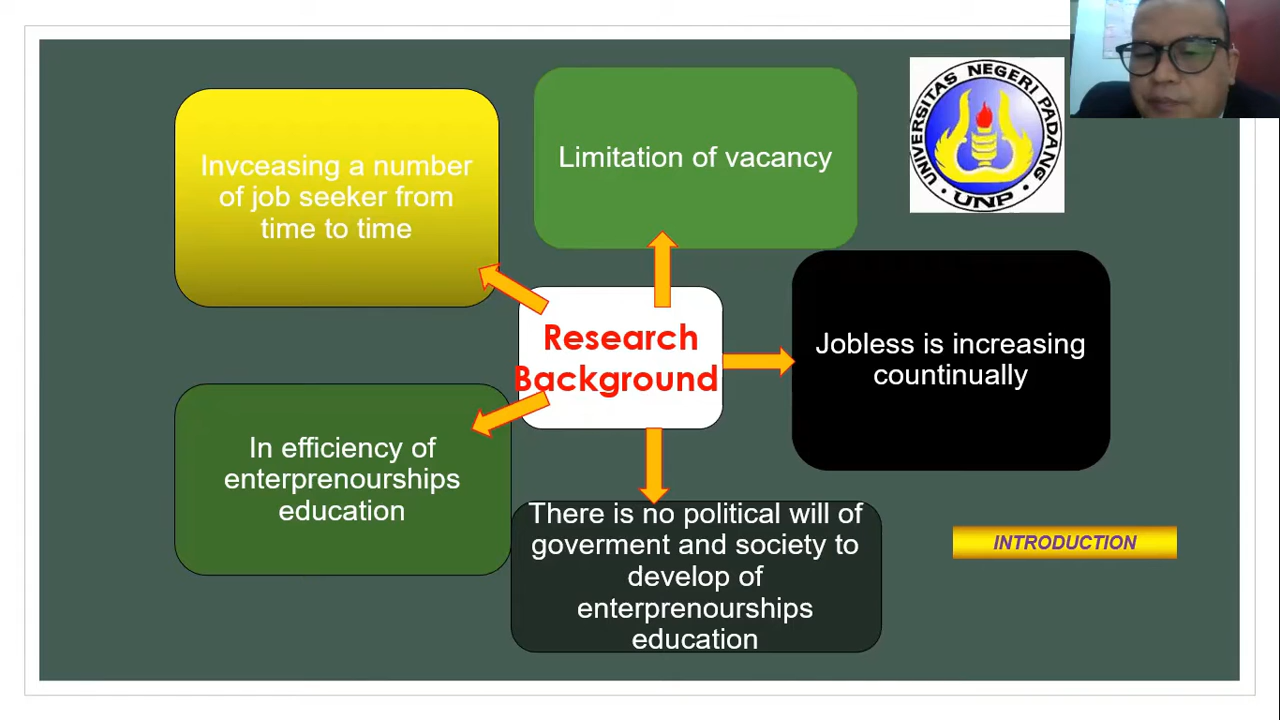 Invceasing a number
of job seeker from
time to time
Limitation of vacancy
UNIVERSITAS NEGERI PADANG
UNP
Research
Background
Jobless is increasing
countinually
In efficiency of
enterprenourships
education
There is no political will of
goverment and society to
develop of
enterprenourships
education
INTRODUCTION